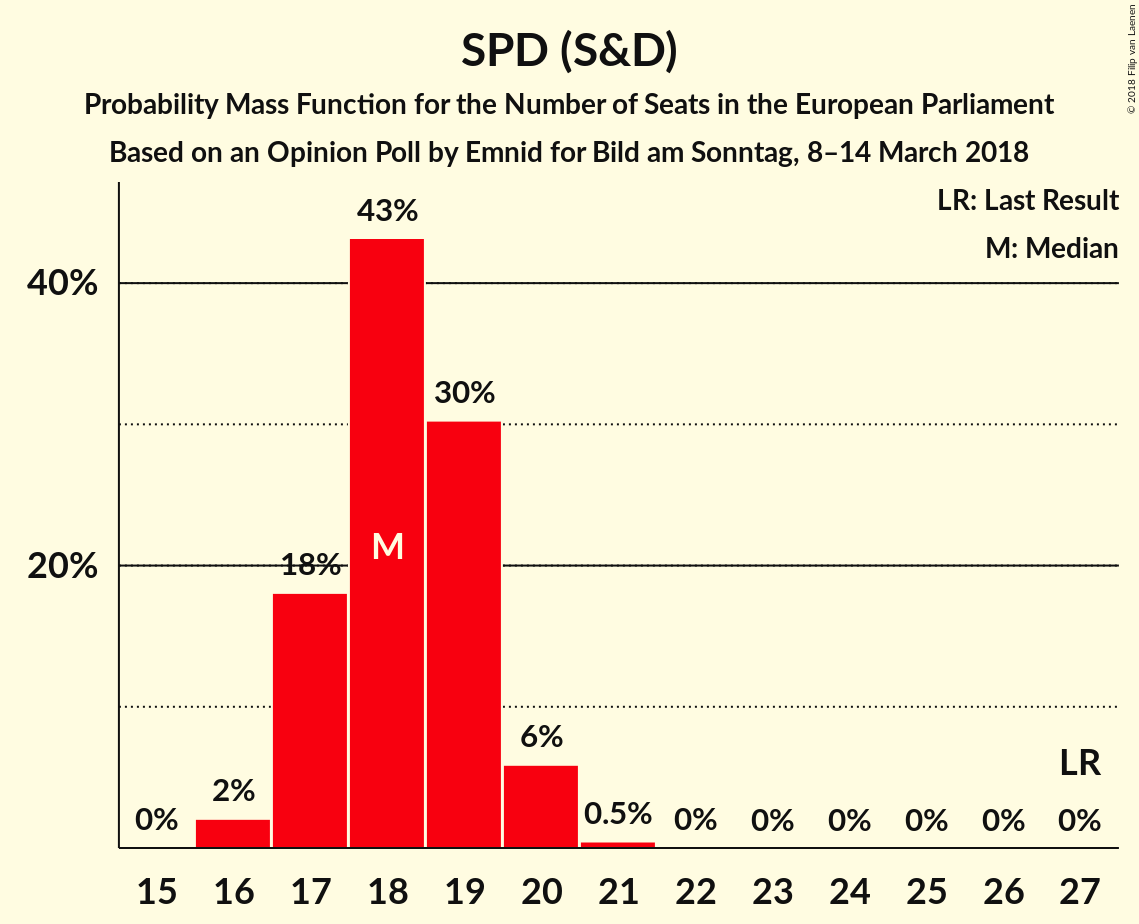 SPD (S&D)
Probability Mass Function for the Number of Seats in the European Parliament
Based on an Opinion Poll by Emnid for Bild am Sonntag, 8–14 March 2018
© 2018 Filip van Laenen
LR: Last Result
M: Median
43%
40%
30%
M
20%
18%
6%
LR
2%
0%
0.5%
0%
0%
0%
0%
0%
0%
15 16 17 18 19 20 21 22 23 24 25 26 27